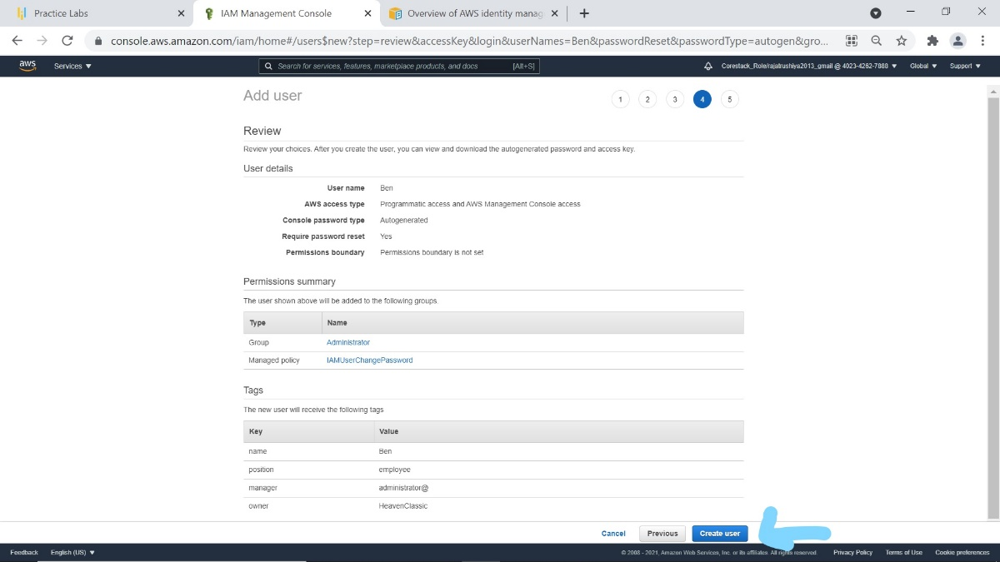 Practice Labs
IAM Management Console
Overview of AWS identity manag
console.aws.amazon.com/iam/home#/users$new?step=review&accessKey&login&userNames=Ben&passwordReset&passwordType=autogen&gro...
aws
Services
Search for services, features, marketplace products, and docs
[Alt+S]
Corestack_Role/rajatrushiya2013_gmail @ 4023-4262-7888
Global
Support
Add user
1
2
3
4
5
Review
Review your choices. After you create the user, you can view and download the autogenerated password and access key.
User details
User name Ben
AWS access type Programmatic access and AWS Management Console access
Console password type Autogenerated
Require password reset Yes
Permissions boundary Permissions boundary is not set
Permissions summary
The user shown above will be added to the following groups.
Type Name
Group Administrator
Managed policy IAMUserChangePassword
Tags
The new user will receive the following tags
Key Value
name Ben
position employee
manager administrator@
owner HeavenClassic
Cancel
Previous
Create user
Feedback
English (US)
© 2008 - 2021, Amazon Web Services, Inc. or its affiliates. All rights reserved.
Privacy Policy
Terms of Use
Cookie preferences